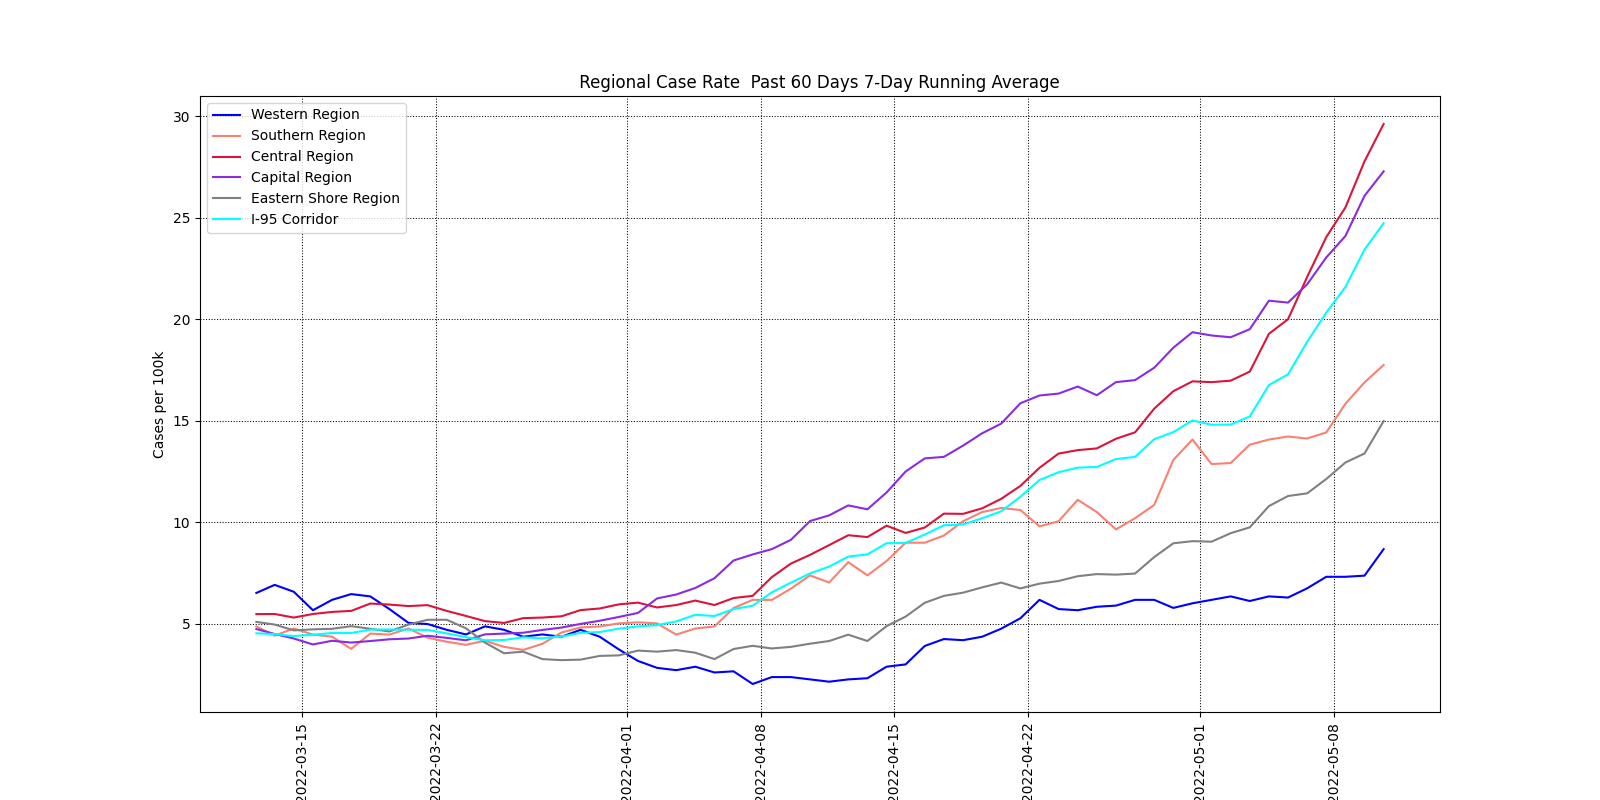 Regional Case Rate  Past 60 Days 7-Day Running Average
Western Region
Southern Region
Central Region
Capital Region
Eastern Shore Region
I-95 Corridor
Cases per 100k
30
25
20
15
10
5
2022-03-15
2022-03-22
2022-04-01
2022-04-08
2022-04-15
2022-04-22
2022-05-01
2022-05-08